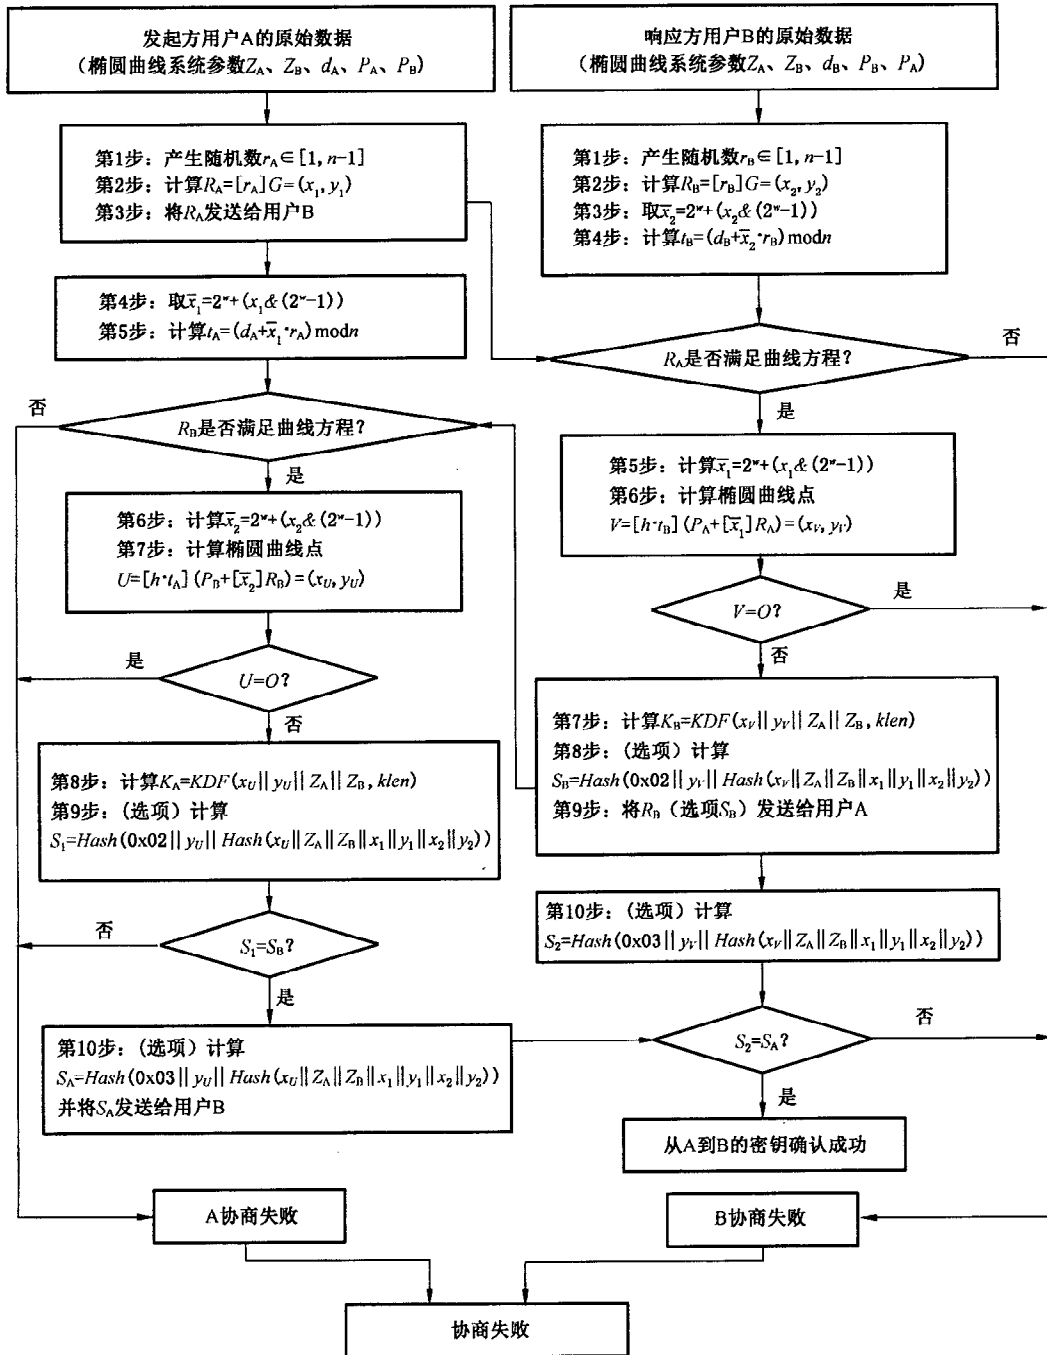 发起方用户A的原始数据
（椭圆曲线系统参数Z_A、Z_B、d_A、P_A、P_B）
第1步：产生随机数r_A∈[1, n-1]
第2步：计算R_A=[r_A]G=(x_1, y_1)
第3步：将R_A发送给用户B
第4步：取x̄_1=2^w+(x_1&(2^w-1))
第5步：计算t_A=(d_A+x̄_1·r_A)modn
R_B是否满足曲线方程？
否
是
第6步：计算x̄_2=2^w+(x_2&(2^w-1))
第7步：计算椭圆曲线点
U=[h·t_A](P_B+[x̄_2]R_B)=(x_U, y_U)
U=O?
是
否
第8步：计算K_A=KDF(x_U||y_U||Z_A||Z_B, klen)
第9步：(选项）计算
S_1=Hash(0x02||y_U||Hash(x_U||Z_A||Z_B||x_1||y_1||x_2||y_2))
S_1=S_B?
否
是
第10步：(选项）计算
S_A=Hash(0x03||y_U||Hash(x_U||Z_A||Z_B||x_1||y_1||x_2||y_2))
并将S_A发送给用户B
A协商失败
响应方用户B的原始数据
（椭圆曲线系统参数Z_A、Z_B、d_B、P_B、P_A）
第1步：产生随机数r_B∈[1, n-1]
第2步：计算R_B=[r_B]G=(x_2, y_2)
第3步：取x̄_2=2^w+(x_2&(2^w-1))
第4步：计算t_B=(d_B+x̄_2·r_B)modn
R_A是否满足曲线方程？
否
是
第5步：计算x̄_1=2^w+(x_1&(2^w-1))
第6步：计算椭圆曲线点
V=[h·t_B](P_A+[x̄_1]R_A)=(x_V, y_V)
V=O?
是
否
第7步：计算K_B=KDF(x_V||y_V||Z_A||Z_B, klen)
第8步：(选项）计算
S_B=Hash(0x02||y_V||Hash(x_V||Z_A||Z_B||x_1||y_1||x_2||y_2))
第9步：将R_B（选项S_B）发送给用户A
第10步：(选项）计算
S_2=Hash(0x03||y_V||Hash(x_V||Z_A||Z_B||x_1||y_1||x_2||y_2))
S_2=S_A?
否
是
从A到B的密钥确认成功
B协商失败
协商失败